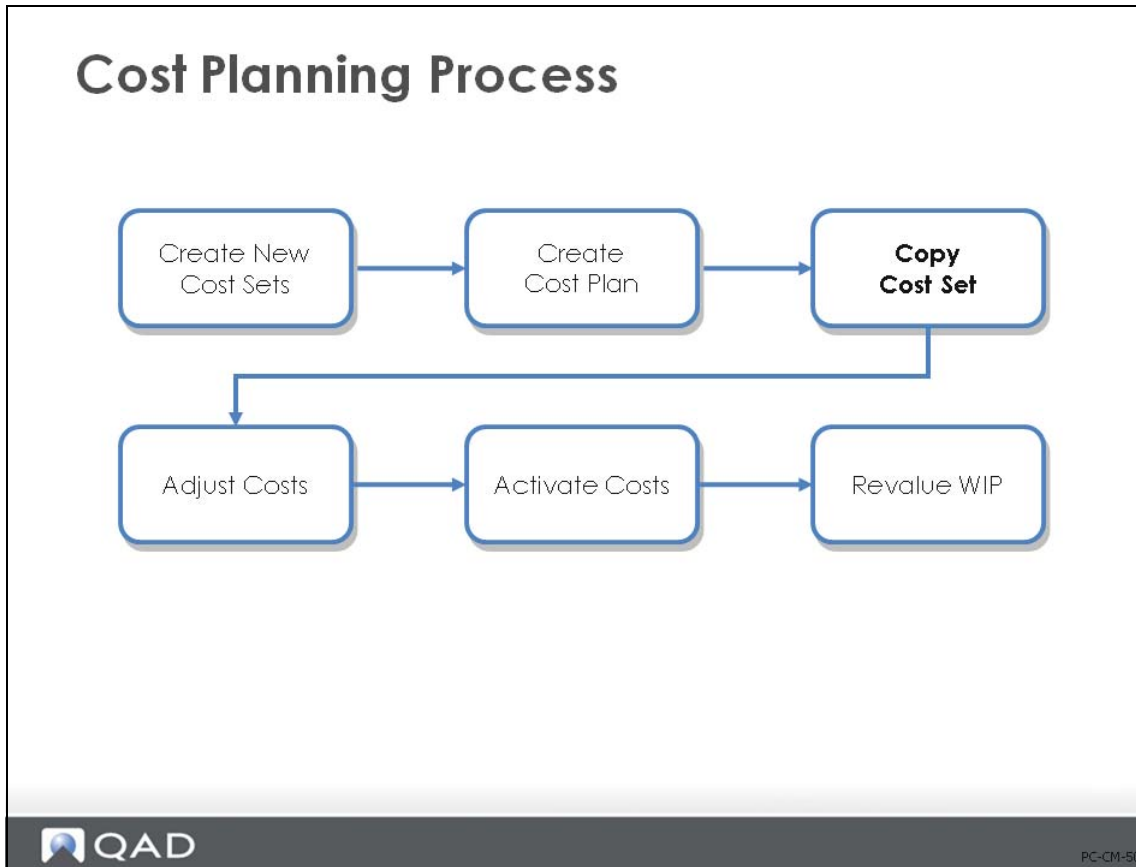 Cost Planning Process
Create New
Cost Sets
Create
Cost Plan
Copy
Cost Set
Adjust Costs
Activate Costs
Revalue WIP
QAD